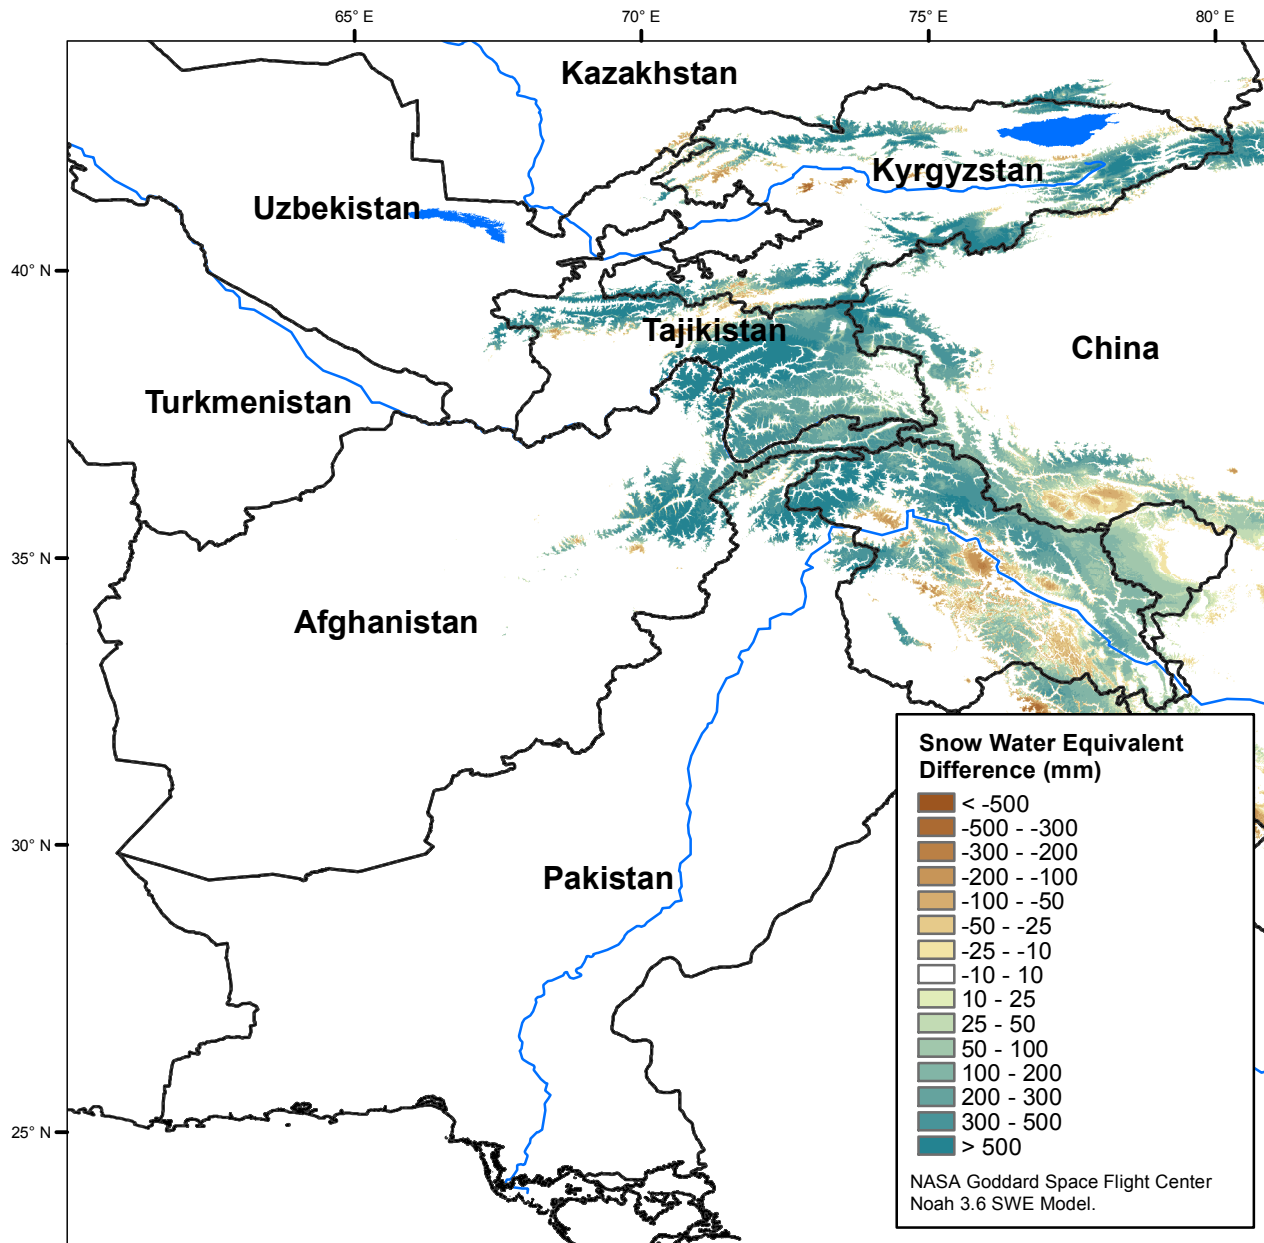 65° E
70° E
75° E
80° E
Kazakhstan
Kyrgyzstan
Uzbekistan
40° N
Tajikistan
China
Turkmenistan
35° N
Afghanistan
Snow Water Equivalent
Difference (mm)
< -500
-500 - -300
-300 - -200
-200 - -100
-100 - -50
-50 - -25
-25 - -10
-10 - 10
10 - 25
25 - 50
50 - 100
100 - 200
200 - 300
300 - 500
> 500
30° N
Pakistan
25° N
NASA Goddard Space Flight Center
Noah 3.6 SWE Model.